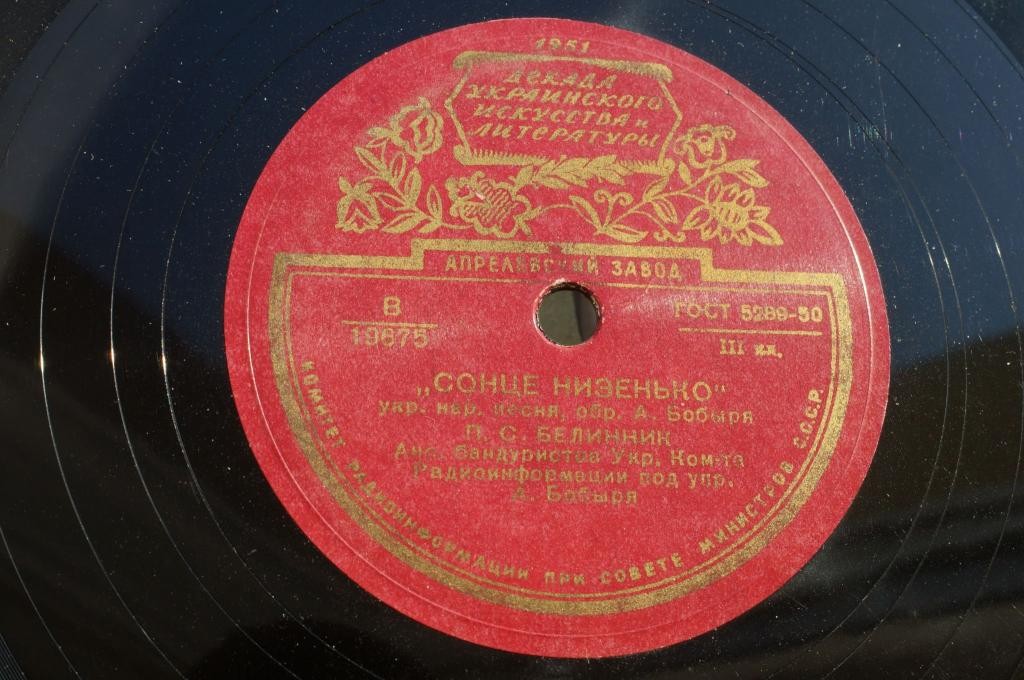 1951
ДЕКАДА
УКРАИНСКОГО
ИСКУССТВА и
ЛИТЕРАТУРЫ
АПРЕЛЕВСКИЙ ЗАВОД
В
19675
ГОСТ 5289-50
III кл.
„СОНЦЕ НИЗЕНЬКО"
укр. нар. песня, обр. А. Бобыря
П. С. БЕЛИННИК
Анс. бандуристов Укр. Ком-та
Радиоинформации под упр.
А. Бобыря
КОМИТЕТ РАДИОИНФОРМАЦИИ ПРИ СОВЕТЕ МИНИСТРОВ С.С.С.Р.